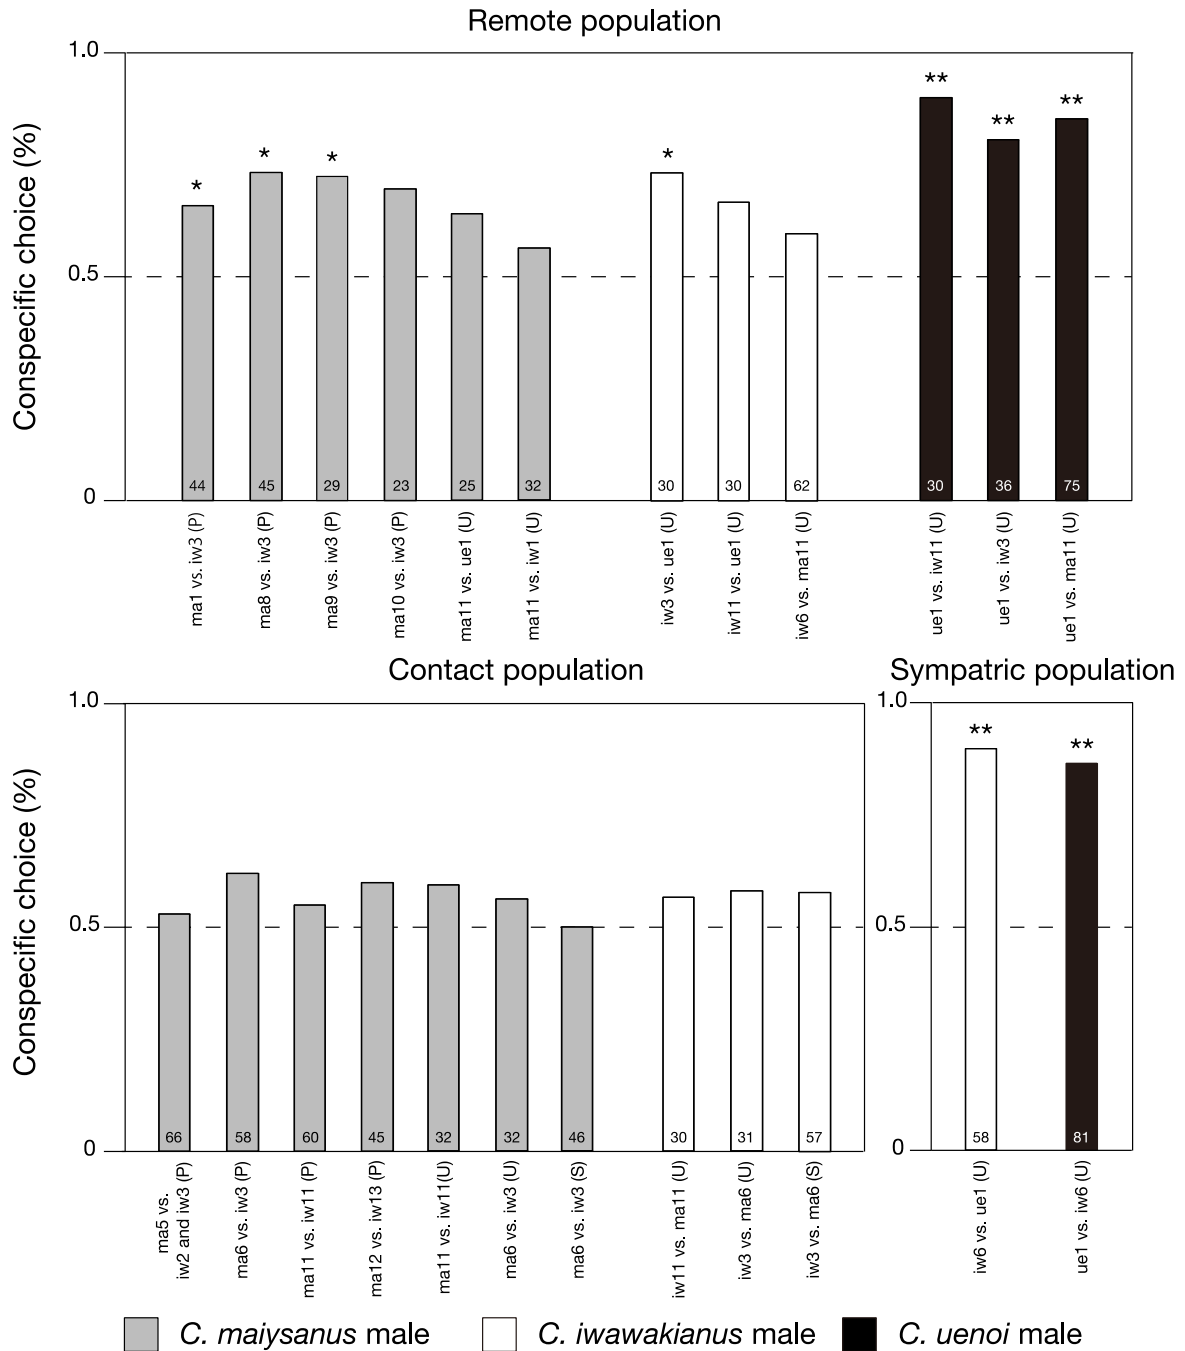 Remote population
Conspecific choice (%)
1.0
0.5
0
* * * * ** ** **
44 45 29 23 25 32 30 30 62 30 36 75
ma1 vs. iw3 (P)
ma8 vs. iw3 (P)
ma9 vs. iw3 (P)
ma10 vs. iw3 (P)
ma11 vs. ue1 (U)
ma11 vs. iw1 (U)
iw3 vs. ue1 (U)
iw11 vs. ue1 (U)
iw6 vs. ma11 (U)
ue1 vs. iw11 (U)
ue1 vs. iw3 (U)
ue1 vs. ma11 (U)
Contact population
Conspecific choice (%)
1.0
0.5
0
66 58 60 45 32 32 46 30 31 57
ma5 vs.
iw2 and iw3 (P)
ma6 vs. iw3 (P)
ma11 vs. iw11 (P)
ma12 vs. iw13 (P)
ma11 vs. iw11(U)
ma6 vs. iw3 (U)
ma6 vs. iw3 (S)
iw11 vs. ma11 (U)
iw3 vs. ma6 (U)
iw3 vs. ma6 (S)
Sympatric population
1.0
0.5
0
** **
58 81
iw6 vs. ue1 (U)
ue1 vs. iw6 (U)
C. maiysanus male
C. iwawakianus male
C. uenoi male